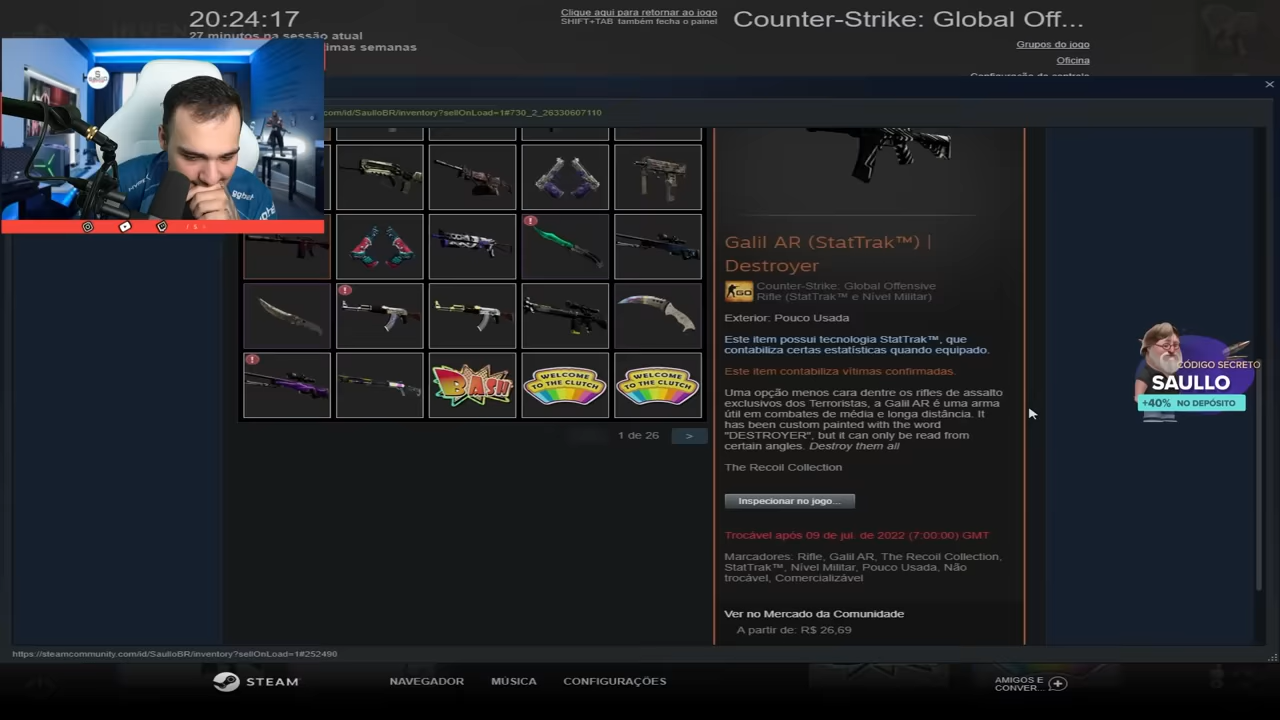 20:24:17
27 minutos na sessão atual
timas semanas
Clique aqui para retornar ao jogo
SHIFT+TAB também fecha o painel
Counter-Strike: Global Off...
Grupos do jogo
Oficina
com/id/SaulloBR/inventory?sellOnLoad=1#730_2_26330607110
Galil AR (StatTrak™) |
Destroyer
GO
Counter-Strike: Global Offensive
Rifle (StatTrak™ e Nível Militar)
Exterior: Pouco Usada
Este item possui tecnologia StatTrak™, que
contabiliza certas estatísticas quando equipado.
Este item contabiliza vítimas confirmadas.
Uma opção menos cara dentre os rifles de assalto
exclusivos dos Terroristas, a Galil AR é uma arma
útil em combates de média e longa distância. It
has been custom painted with the word
"DESTROYER", but it can only be read from
certain angles. Destroy them all
The Recoil Collection
Inspecionar no jogo...
Trocável após 09 de jul. de 2022 (7:00:00) GMT
Marcadores: Rifle, Galil AR, The Recoil Collection,
StatTrak™, Nível Militar, Pouco Usada, Não
trocável, Comercializável
Ver no Mercado da Comunidade
A partir de: R$ 26,69
BASH
WELCOME
TO THE CLUTCH
WELCOME
TO THE CLUTCH
1 de 26
>
CÓDIGO SECRETO
SAULLO
+40% NO DEPÓSITO
https://steamcommunity.com/id/SaulloBR/inventory?sellOnLoad=1#252490
STEAM
NAVEGADOR
MÚSICA
CONFIGURAÇÕES
AMIGOS E
CONVER...